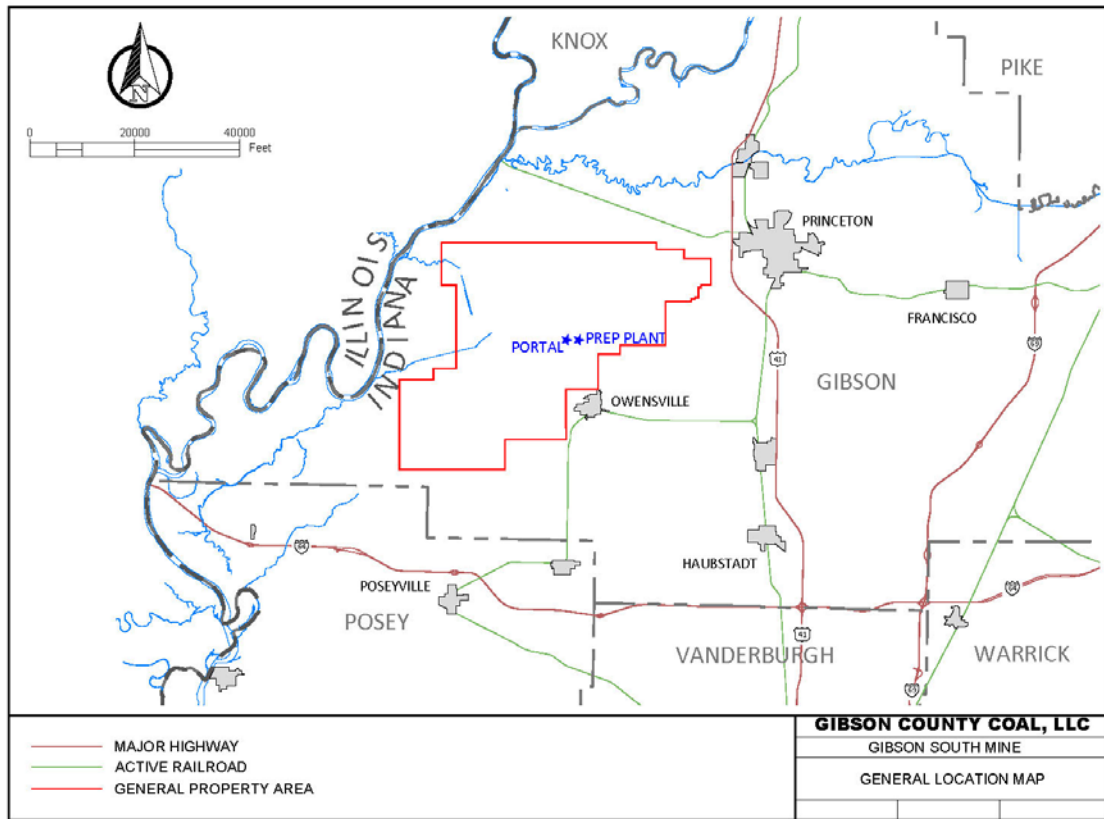 KNOX
PIKE
N
0 20000 40000
Feet
PRINCETON
ILLINOIS
INDIANA
FRANCISCO
PORTAL PREP PLANT
41
69
GIBSON
OWENSVILLE
64
HAUBSTADT
POSEYVILLE
64
POSEY
41
VANDERBURGH
WARRICK
69
MAJOR HIGHWAY
ACTIVE RAILROAD
GENERAL PROPERTY AREA
GIBSON COUNTY COAL, LLC
GIBSON SOUTH MINE
GENERAL LOCATION MAP